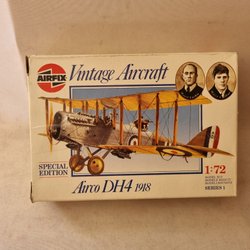 AIRFIX
Vintage Aircraft
SPECIAL
EDITION
Airco DH4 1918
1:72
SERIES 1